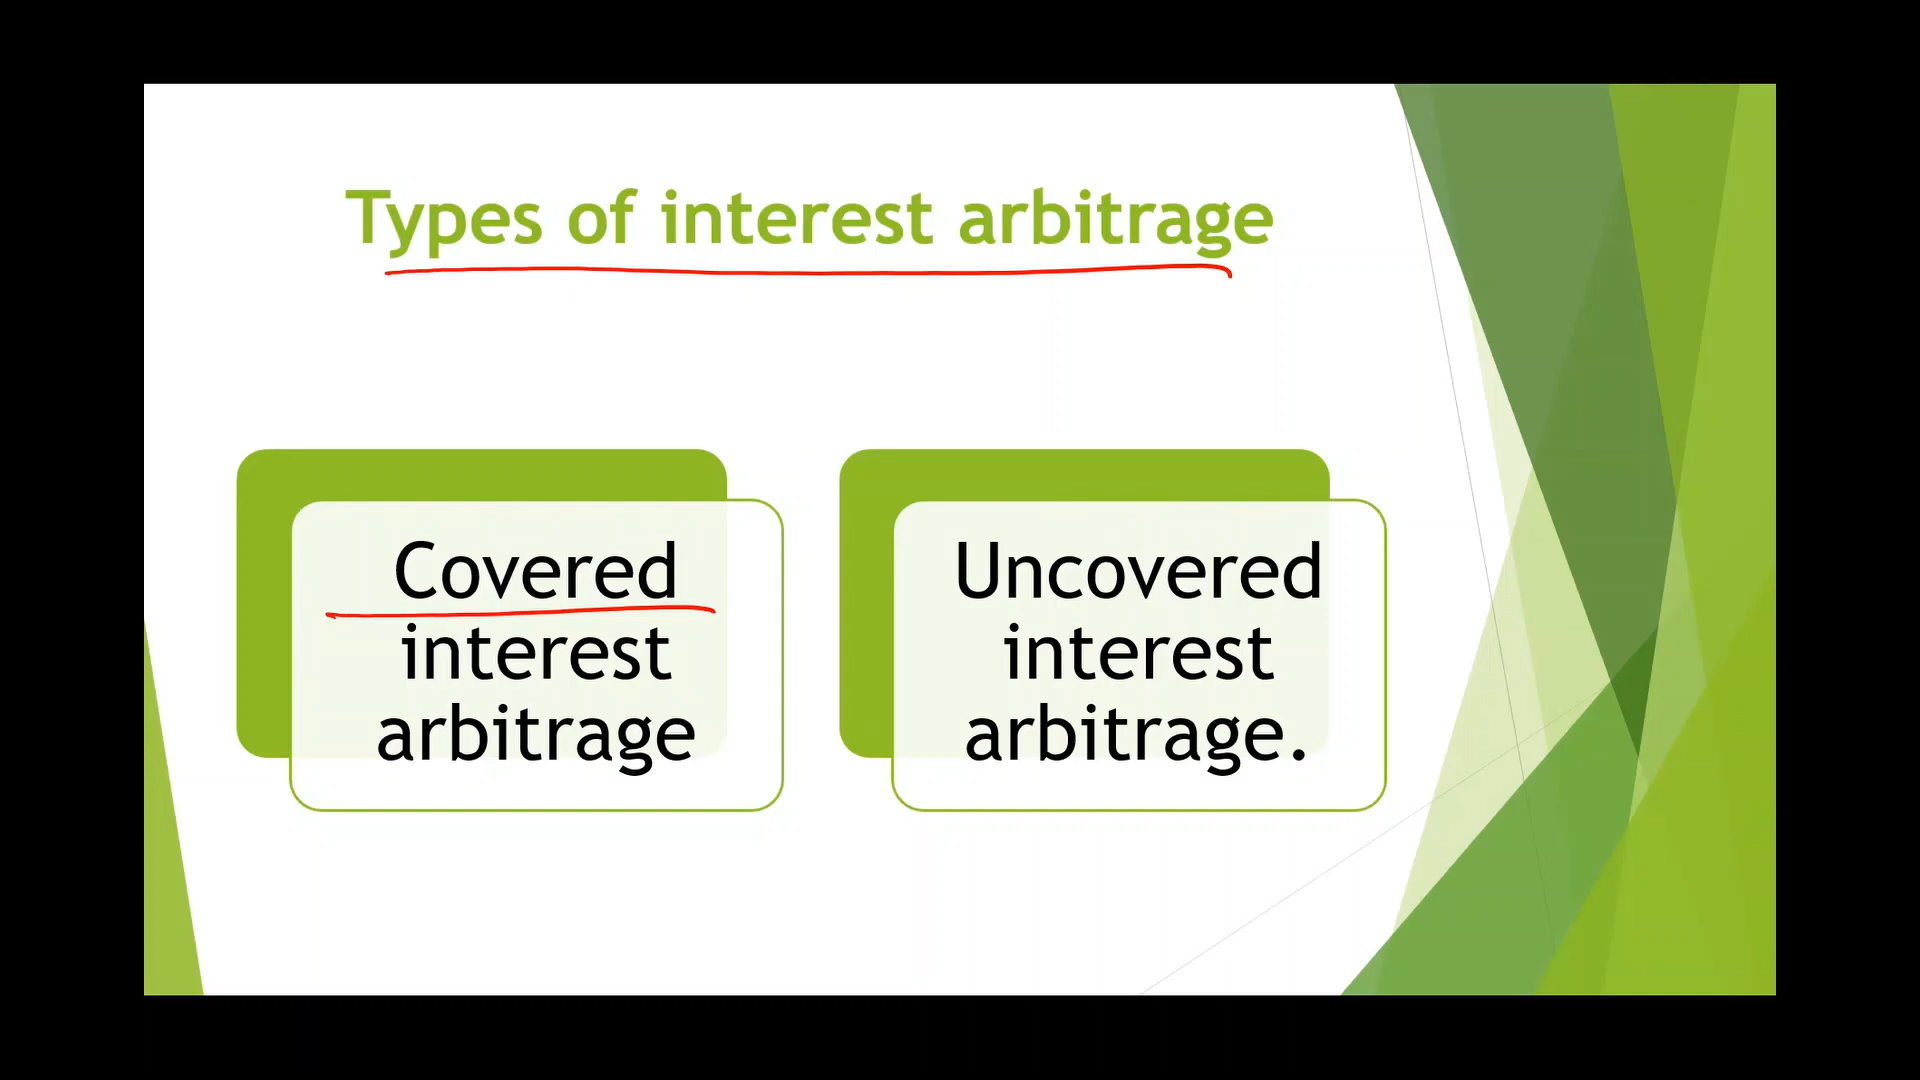 Types of interest arbitrage
Covered
interest
arbitrage
Uncovered
interest
arbitrage.